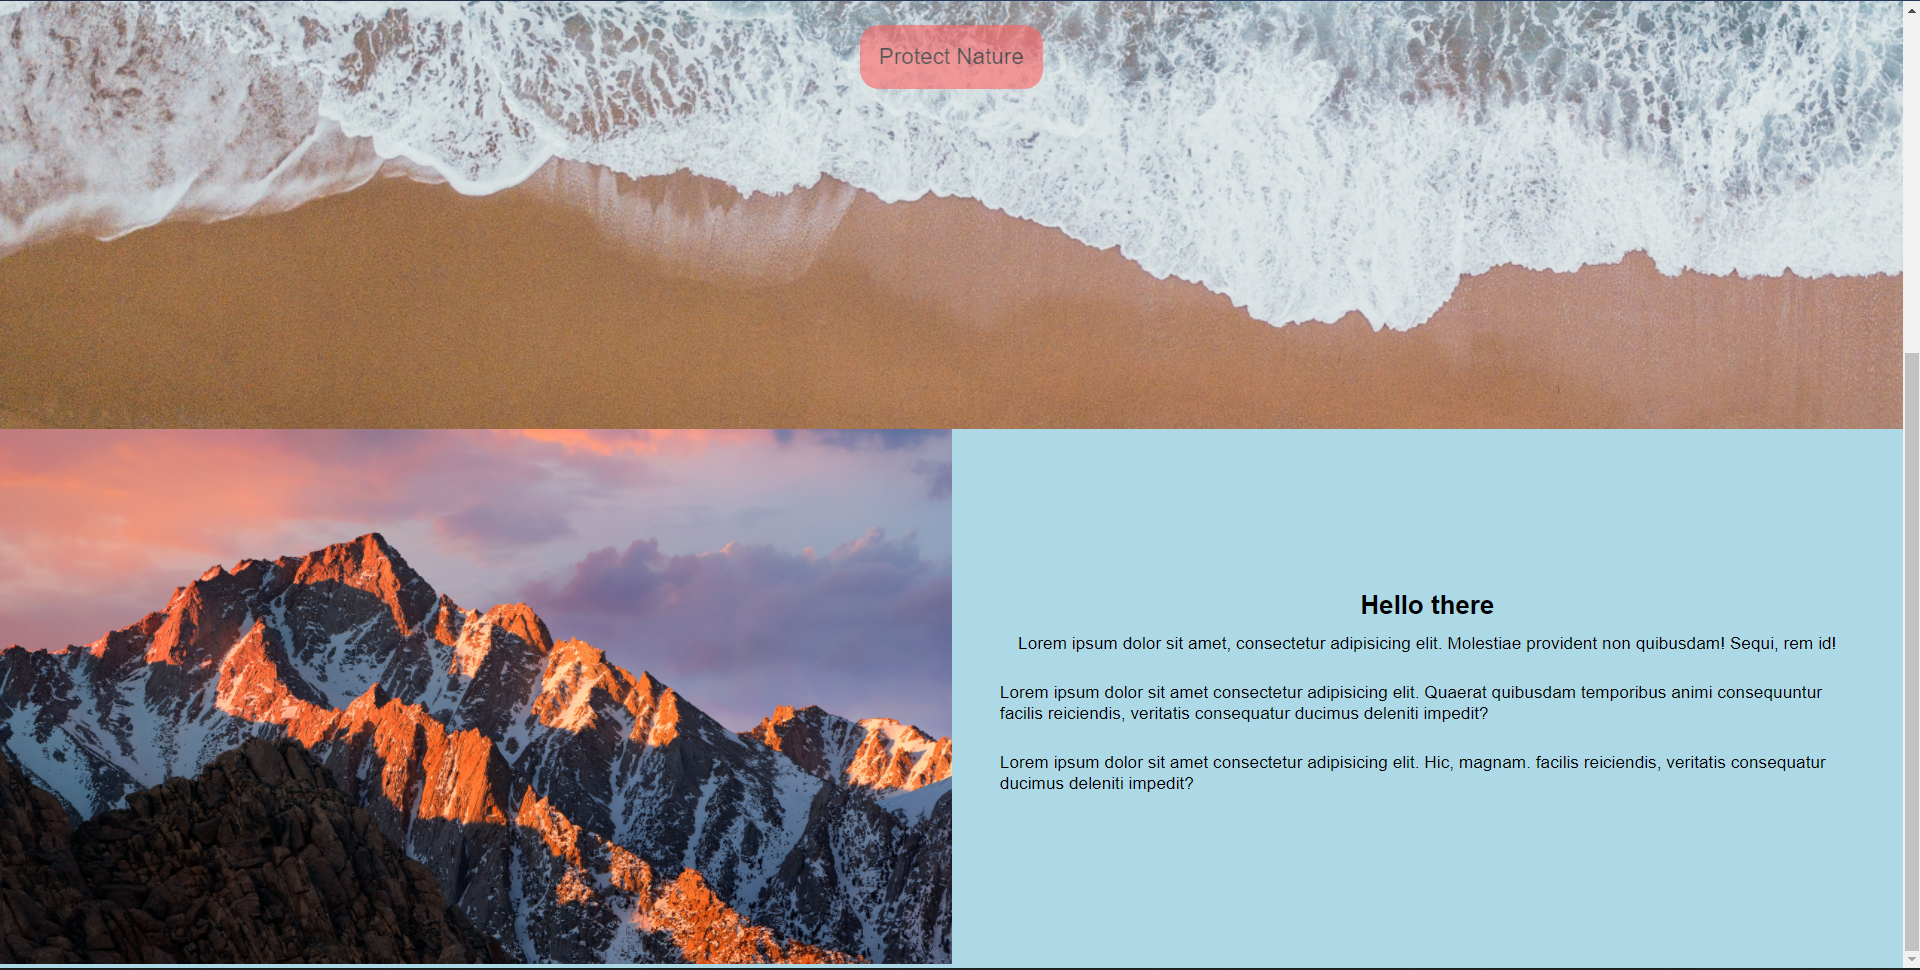 Protect Nature
Hello there
Lorem ipsum dolor sit amet, consectetur adipisicing elit. Molestiae provident non quibusdam! Sequi, rem id!
Lorem ipsum dolor sit amet consectetur adipisicing elit. Quaerat quibusdam temporibus animi consequuntur
facilis reiciendis, veritatis consequatur ducimus deleniti impedit?
Lorem ipsum dolor sit amet consectetur adipisicing elit. Hic, magnam. facilis reiciendis, veritatis consequatur
ducimus deleniti impedit?